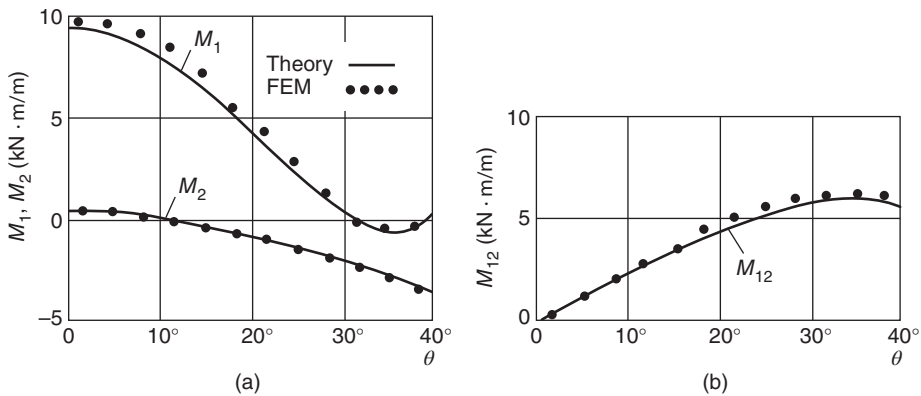 10
M₁
Theory
FEM
5
M₂
0
−5
M₁, M₂ (kN · m/m)
0
10°
20°
30°
40°
θ
(a)
10
5
0
M₁₂ (kN · m/m)
M₁₂
0
10°
20°
30°
40°
θ
(b)